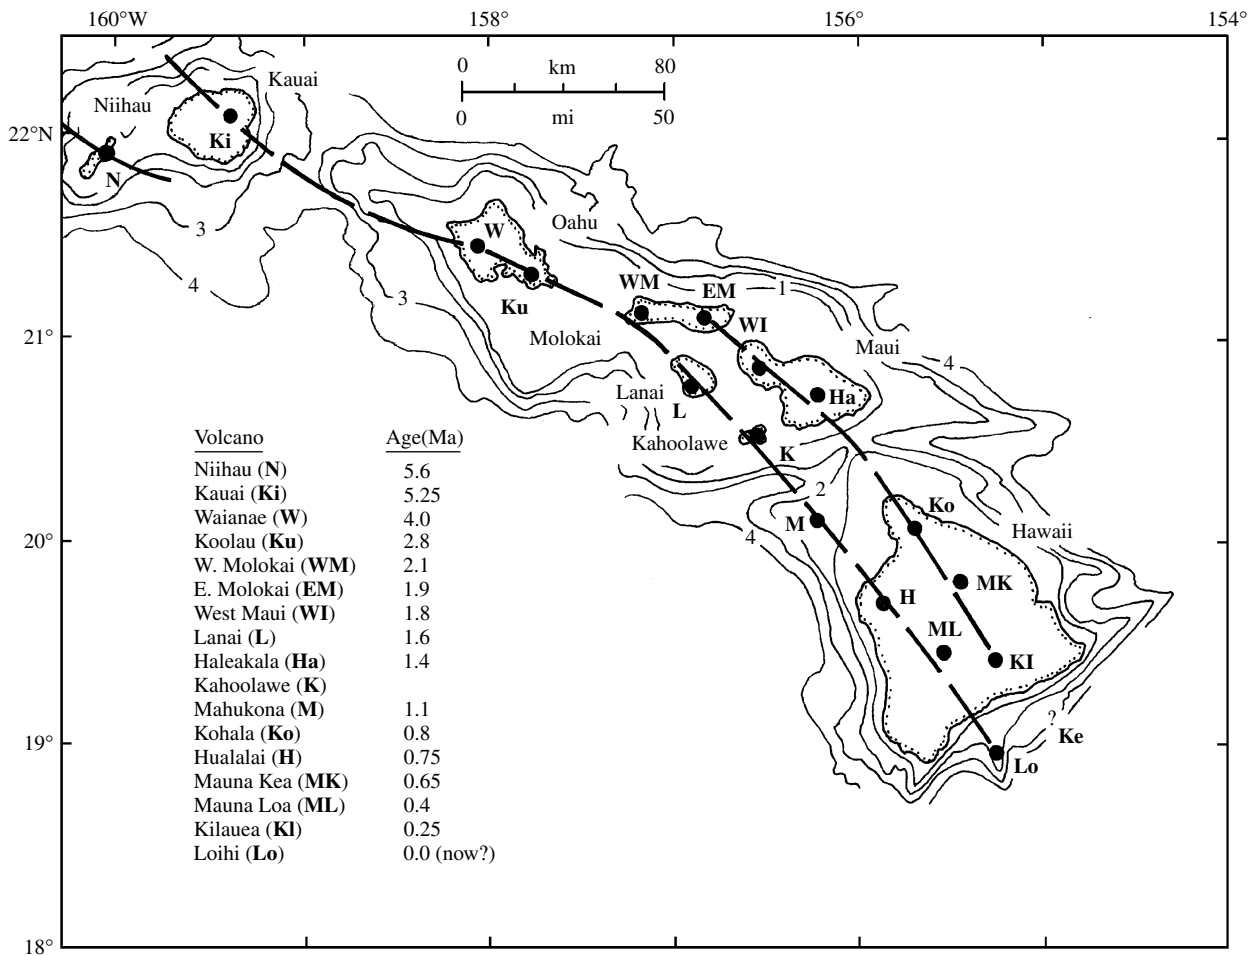 160°W 158° 156° 154°
0 km 80
0 mi 50
Kauai
Niihau
22°N
Ki
N
3
4
3
W
Oahu
Ku
WM
EM
1
WI
21°
Molokai
Maui
4
Lanai
L
Ha
Kahoolawe
K
2
M
4
Ko
Hawaii
20°
H
MK
ML
KI
19°
?
Ke
Lo
18°
Volcano Age(Ma)
Niihau (N) 5.6
Kauai (Ki) 5.25
Waianae (W) 4.0
Koolau (Ku) 2.8
W. Molokai (WM) 2.1
E. Molokai (EM) 1.9
West Maui (WI) 1.8
Lanai (L) 1.6
Haleakala (Ha) 1.4
Kahoolawe (K)
Mahukona (M) 1.1
Kohala (Ko) 0.8
Hualalai (H) 0.75
Mauna Kea (MK) 0.65
Mauna Loa (ML) 0.4
Kilauea (Kl) 0.25
Loihi (Lo) 0.0 (now?)